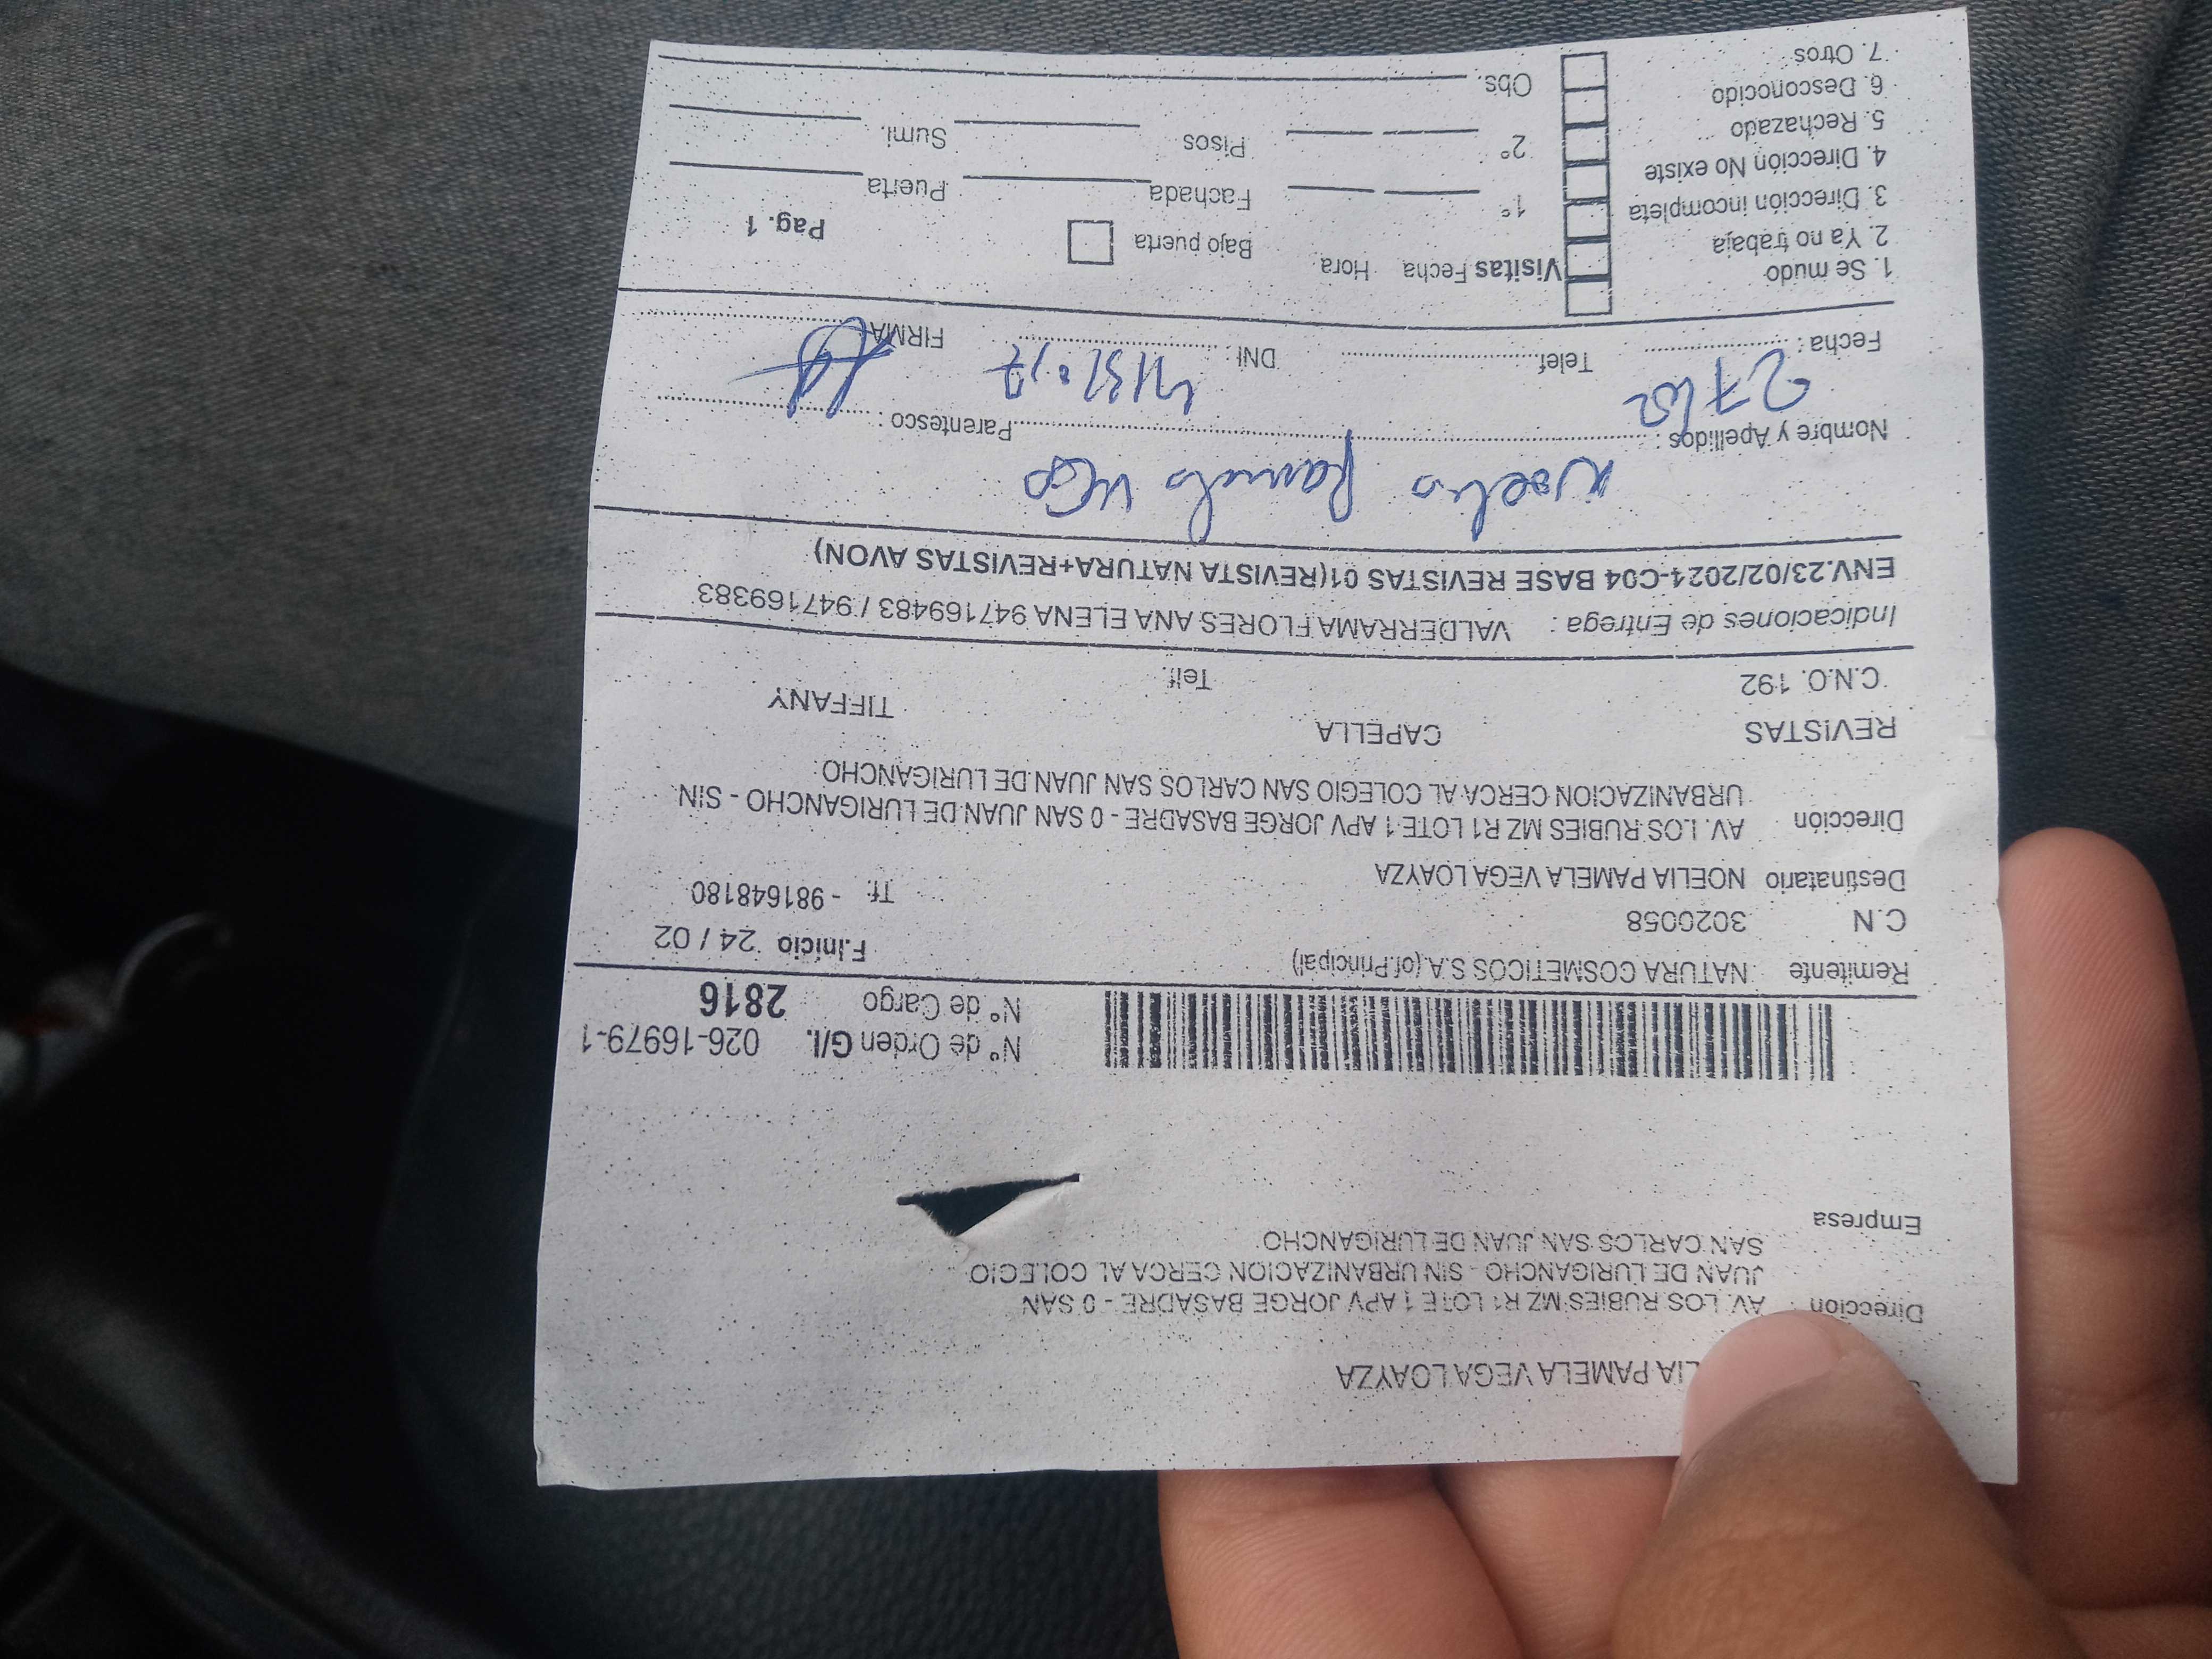 LIA PAMELA VEGA LOAYZA
Dirección AV. LOS RUBIES MZ R1 LOTE 1 APV JORGE BASADRE - 0 SAN
JUAN DE LURIGANCHO - SIN URBANIZACION CERCA AL COLEGIO
SAN CARLOS SAN JUAN DE LURIGANCHO
Empresa
N° de Orden G/I. 026-16979-1
N° de Cargo 2816
Remitente NATURA COSMETICOS S.A. (of.Principal) F.Inicio 24 / 02
C.N 3020058 Tf: - 981648180
Destinatario NOELIA PAMELA VEGA LOAYZA
Dirección AV. LOS RUBIES MZ R1 LOTE 1 APV JORGE BASADRE - 0 SAN JUAN DE LURIGANCHO - SIN
URBANIZACION CERCA AL COLEGIO SAN CARLOS SAN JUAN DE LURIGANCHO
REVISTAS CAPELLA TIFFANY
C.N.O. 192 Telf.
Indicaciones de Entrega : VALDERRAMA FLORES ANA ELENA 947169483 / 947169383
ENV.23/02/2024-C04 BASE REVISTAS 01(REVISTA NATURA+REVISTAS AVON)
Noelia Pamela Vega
Nombre y Apellidos : Parentesco :
27/02
Fecha : Telef. DNI : FIRMA
1. Se mudo
2. Ya no trabaja
3. Dirección incompleta
4. Dirección No existe
5. Rechazado
6. Desconocido
7. Otros
Visitas Fecha Hora Bajo puerta Pag. 1
1° Fachada Puerta
2° Pisos Sumi.
Obs.